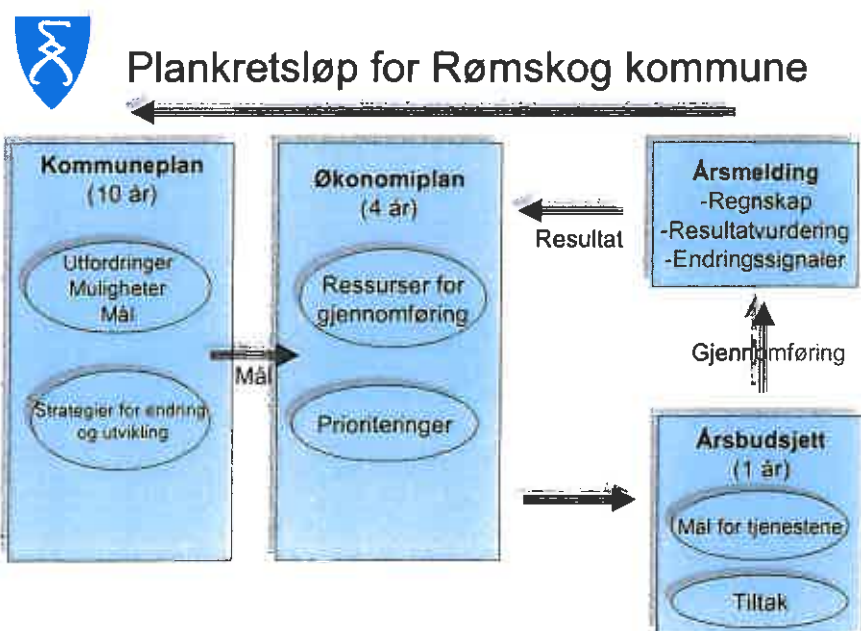 Plankretsløp for Rømskog kommune
Kommuneplan
(10 år)
Utfordringer
Muligheter
Mål
Strategier for endring
og utvikling
Mål
Økonomiplan
(4 år)
Ressurser for
gjennomføring
Prioriteringer
Resultat
Årsmelding
-Regnskap
-Resultatvurdering
-Endringssignaler
Gjennomføring
Årsbudsjett
(1 år)
Mål for tjenestene
Tiltak